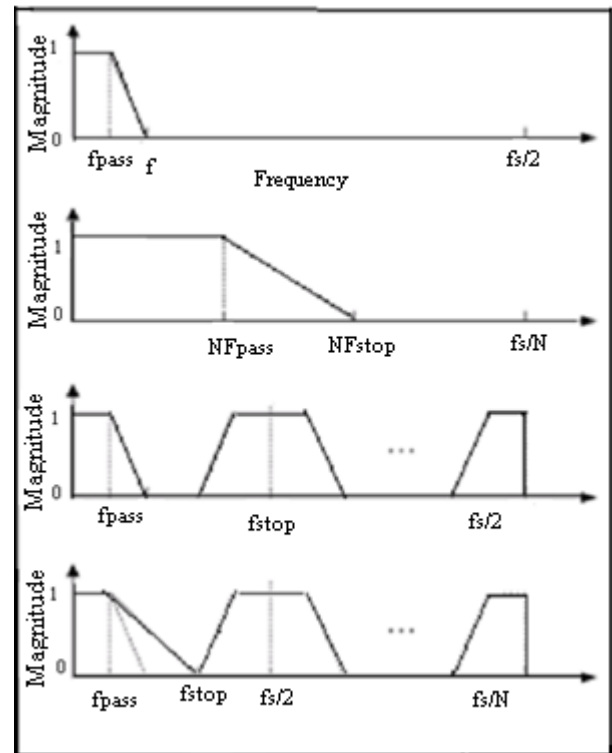 Magnitude
1
0
fpass f fs/2
Frequency
Magnitude
1
0
NFpass NFstop fs/N
Magnitude
1
0
...
fpass fstop fs/2
Magnitude
1
0
...
fpass fstop fs/2 fs/N